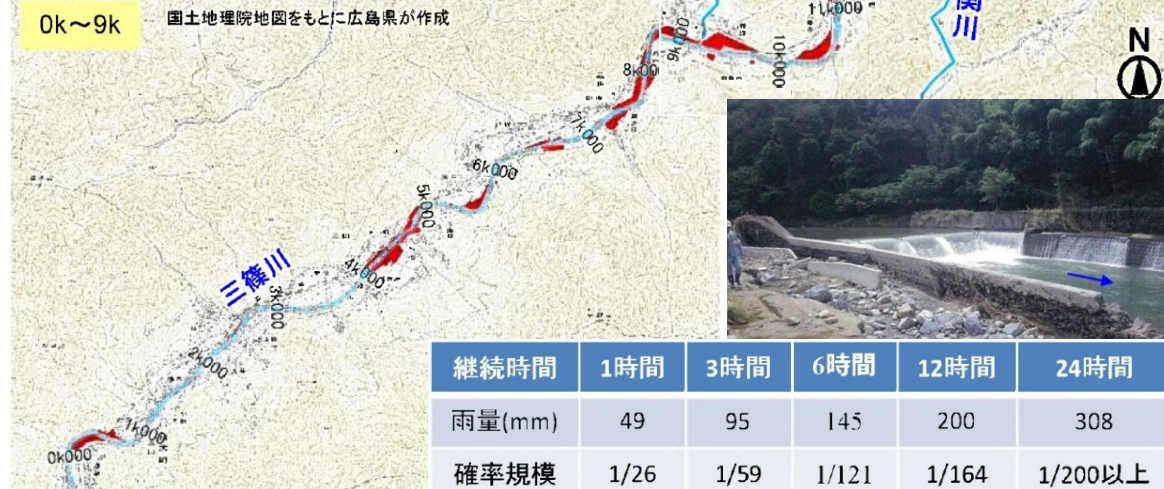 0k～9k
国土地理院地図をもとに広島県が作成
関川
N
11k000
10k000
9k000
8k000
7k000
6k000
5k000
4k000
三篠川
3k000
2k000
1k000
0k000
継続時間 1時間 3時間 6時間 12時間 24時間
雨量(mm) 49 95 145 200 308
確率規模 1/26 1/59 1/121 1/164 1/200以上